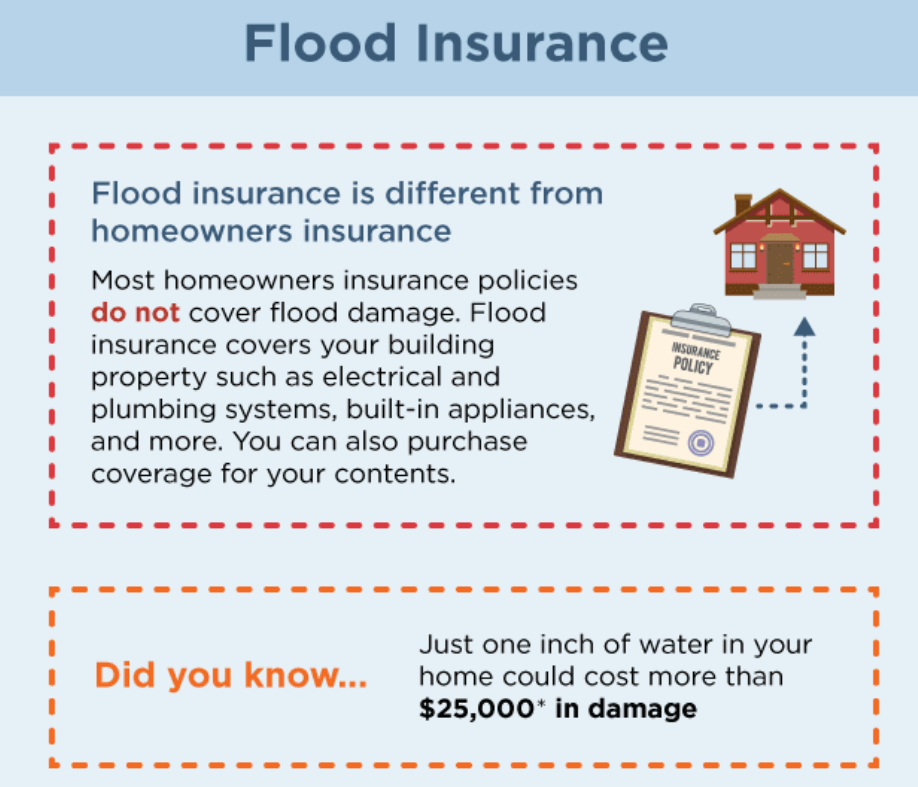 Flood Insurance
Flood insurance is different from
homeowners insurance
Most homeowners insurance policies
do not cover flood damage. Flood
insurance covers your building
property such as electrical and
plumbing systems, built-in appliances,
and more. You can also purchase
coverage for your contents.
INSURANCE
POLICY
Did you know...
Just one inch of water in your
home could cost more than
$25,000* in damage